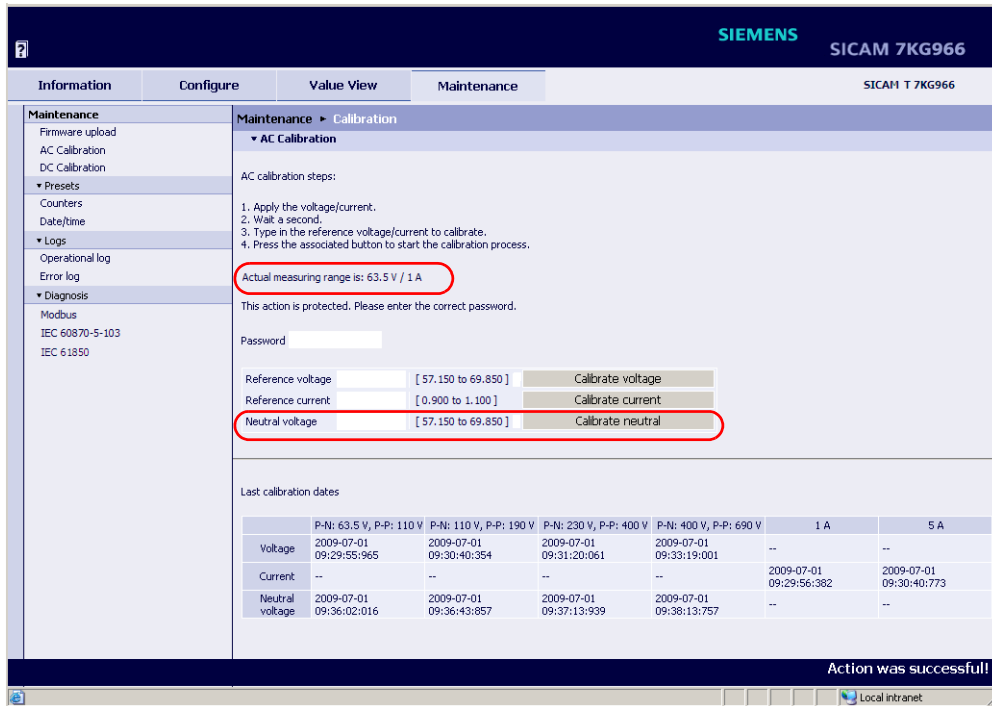 ?
SIEMENS
SICAM 7KG966
Information Configure Value View Maintenance SICAM T 7KG966
Maintenance
Firmware upload
AC Calibration
DC Calibration
▾ Presets
Counters
Date/time
▾ Logs
Operational log
Error log
▾ Diagnosis
Modbus
IEC 60870-5-103
IEC 61850
Maintenance ► Calibration
▾ AC Calibration
AC calibration steps:
1. Apply the voltage/current.
2. Wait a second.
3. Type in the reference voltage/current to calibrate.
4. Press the associated button to start the calibration process.
Actual measuring range is: 63.5 V / 1 A
This action is protected. Please enter the correct password.
Password
Reference voltage [ 57.150 to 69.850 ] Calibrate voltage
Reference current [ 0.900 to 1.100 ] Calibrate current
Neutral voltage [ 57.150 to 69.850 ] Calibrate neutral
Last calibration dates
P-N: 63.5 V, P-P: 110 V P-N: 110 V, P-P: 190 V P-N: 230 V, P-P: 400 V P-N: 400 V, P-P: 690 V 1 A 5 A
Voltage 2009-07-01 09:29:55:965 2009-07-01 09:30:40:354 2009-07-01 09:31:20:061 2009-07-01 09:33:19:001 -- --
Current -- -- -- -- 2009-07-01 09:29:56:382 2009-07-01 09:30:40:773
Neutral voltage 2009-07-01 09:36:02:016 2009-07-01 09:36:43:857 2009-07-01 09:37:13:939 2009-07-01 09:38:13:757 -- --
Action was successful!
Local intranet